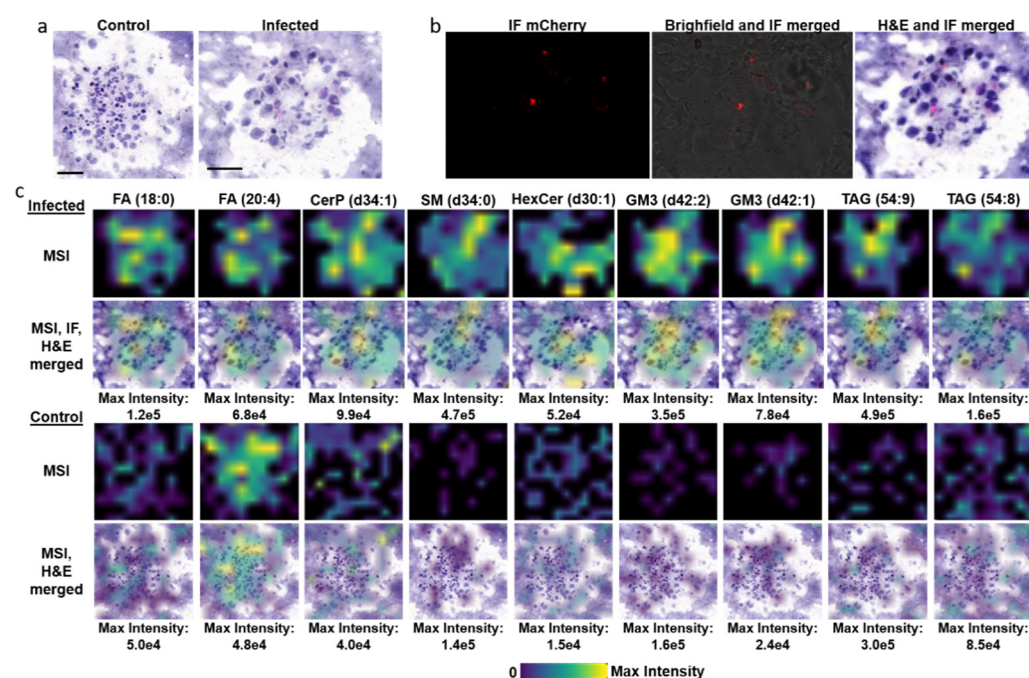 a
Control
Infected
b
IF mCherry
Brighfield and IF merged
H&E and IF merged
c
Infected
FA (18:0)
FA (20:4)
CerP (d34:1)
SM (d34:0)
HexCer (d30:1)
GM3 (d42:2)
GM3 (d42:1)
TAG (54:9)
TAG (54:8)
MSI
MSI, IF,
H&E
merged
Max Intensity:
1.2e5
Max Intensity:
6.8e4
Max Intensity:
9.9e4
Max Intensity:
4.7e5
Max Intensity:
5.2e4
Max Intensity:
3.5e5
Max Intensity:
7.8e4
Max Intensity:
4.9e5
Max Intensity:
1.6e5
Control
MSI
MSI,
H&E
merged
Max Intensity:
5.0e4
Max Intensity:
4.8e4
Max Intensity:
4.0e4
Max Intensity:
1.4e5
Max Intensity:
1.5e4
Max Intensity:
1.6e5
Max Intensity:
2.4e4
Max Intensity:
3.0e5
Max Intensity:
8.5e4
0
Max Intensity